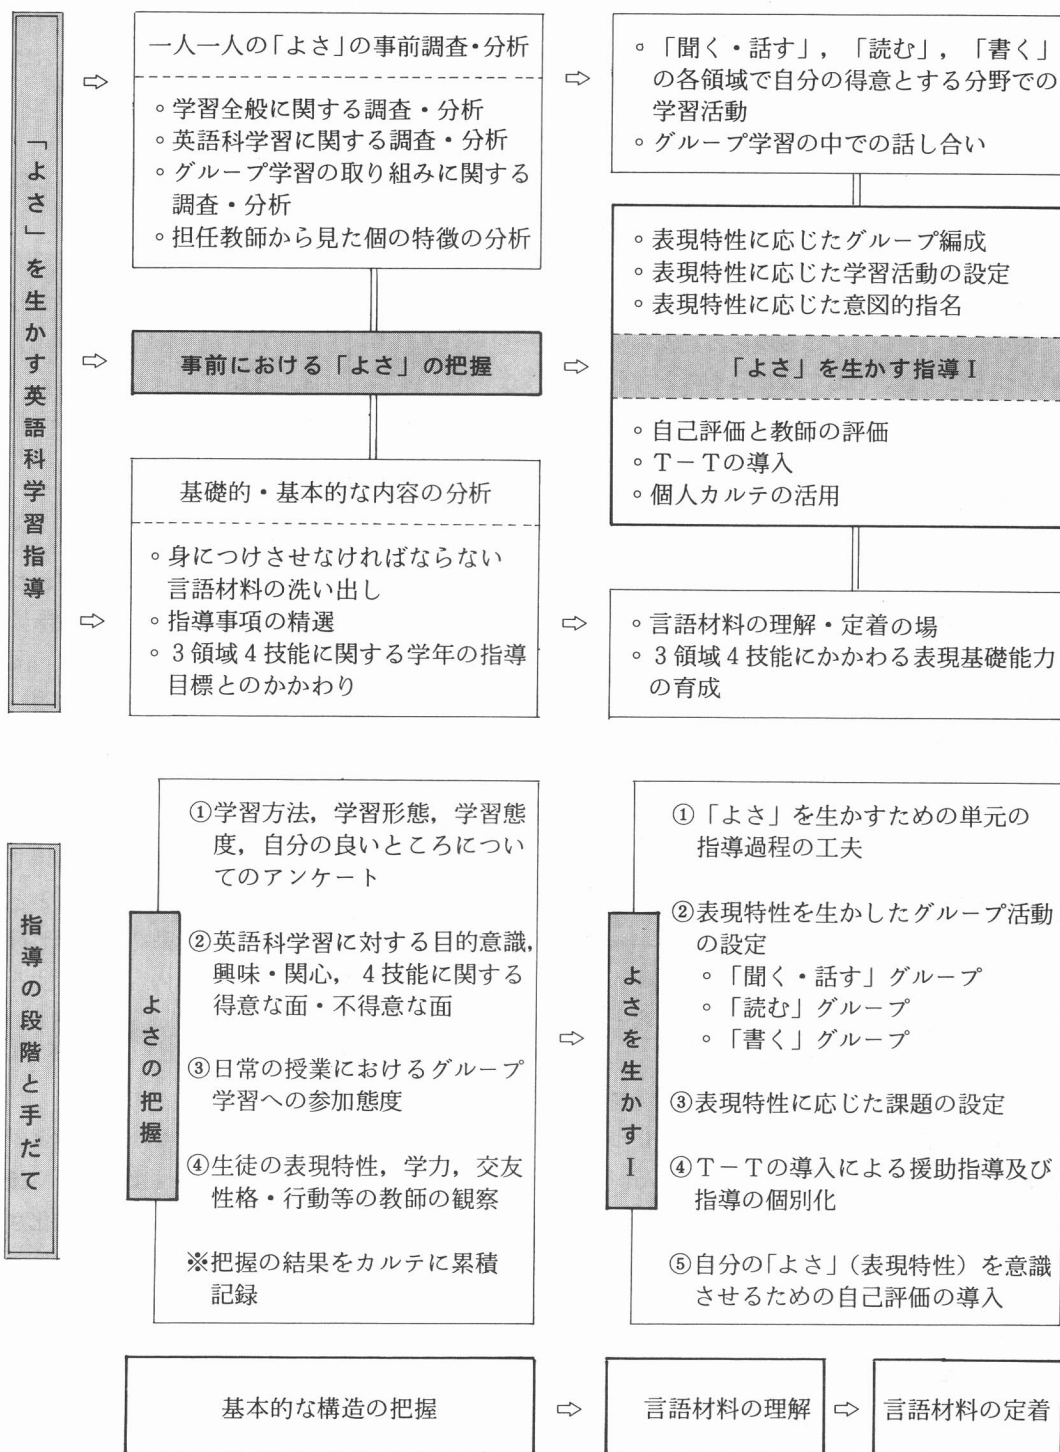 「よさ」を生かす英語科学習指導
⇨
一人一人の「よさ」の事前調査・分析
∘学習全般に関する調査・分析
∘英語科学習に関する調査・分析
∘グループ学習の取り組みに関する
調査・分析
∘担任教師から見た個の特徴の分析
⇨
∘「聞く・話す」，「読む」，「書く」
の各領域で自分の得意とする分野での
学習活動
∘グループ学習の中での話し合い
⇨
事前における「よさ」の把握
⇨
∘表現特性に応じたグループ編成
∘表現特性に応じた学習活動の設定
∘表現特性に応じた意図的指名
「よさ」を生かす指導Ⅰ
∘自己評価と教師の評価
∘Ｔ－Ｔの導入
∘個人カルテの活用
⇨
基礎的・基本的な内容の分析
∘身につけさせなければならない
言語材料の洗い出し
∘指導事項の精選
∘３領域４技能に関する学年の指導
目標とのかかわり
⇨
∘言語材料の理解・定着の場
∘３領域４技能にかかわる表現基礎能力
の育成
指導の段階と手だて
よさの把握
①学習方法，学習形態，学習態
度，自分の良いところについ
てのアンケート
②英語科学習に対する目的意識，
興味・関心，４技能に関する
得意な面・不得意な面
③日常の授業におけるグループ
学習への参加態度
④生徒の表現特性，学力，交友
性格・行動等の教師の観察
※把握の結果をカルテに累積
記録
⇨
よさを生かすⅠ
①「よさ」を生かすための単元の
指導過程の工夫
②表現特性を生かしたグループ活動
の設定
∘「聞く・話す」グループ
∘「読む」グループ
∘「書く」グループ
③表現特性に応じた課題の設定
④Ｔ－Ｔの導入による援助指導及び
指導の個別化
⑤自分の「よさ」（表現特性）を意識
させるための自己評価の導入
基本的な構造の把握
⇨
言語材料の理解
⇨
言語材料の定着